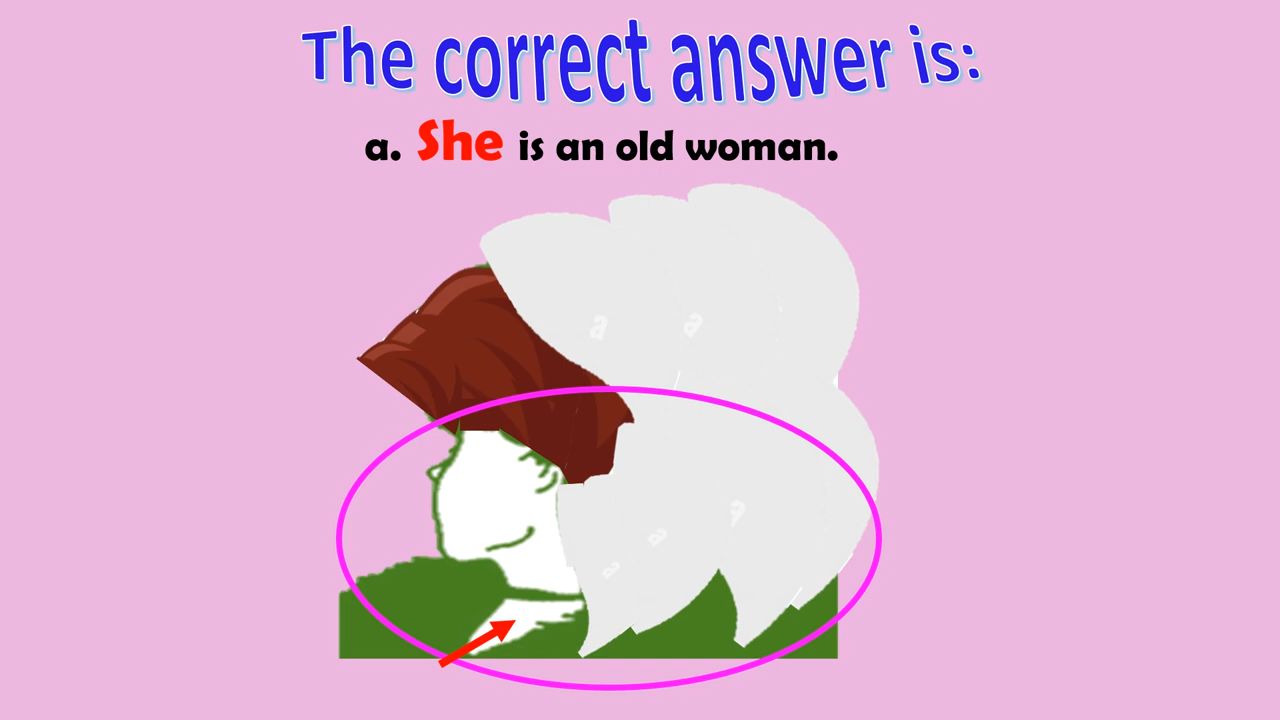 The correct answer is:
a. She is an old woman.